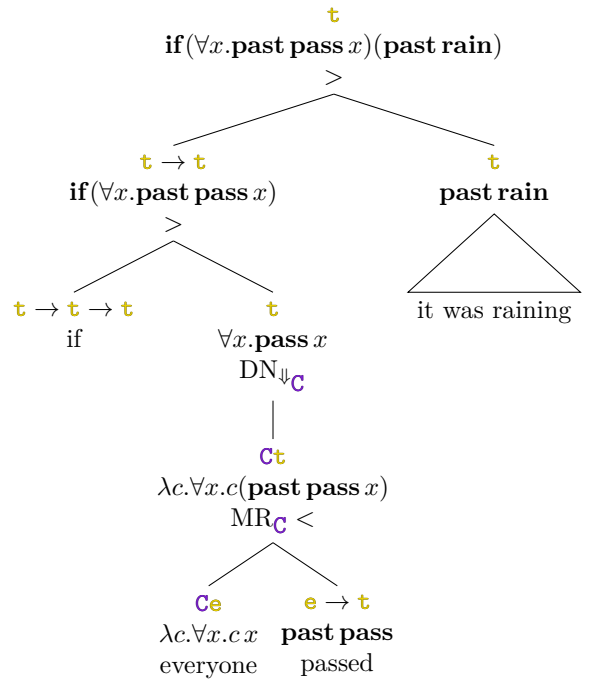 t
if(∀x.past pass x)(past rain)
>
t → t
t
if(∀x.past pass x)
past rain
>
t → t → t
t
it was raining
if
∀x.pass x
DN⇓C
Ct
λc.∀x.c(past pass x)
MRC <
Ce
e → t
λc.∀x.c x
past pass
everyone
passed